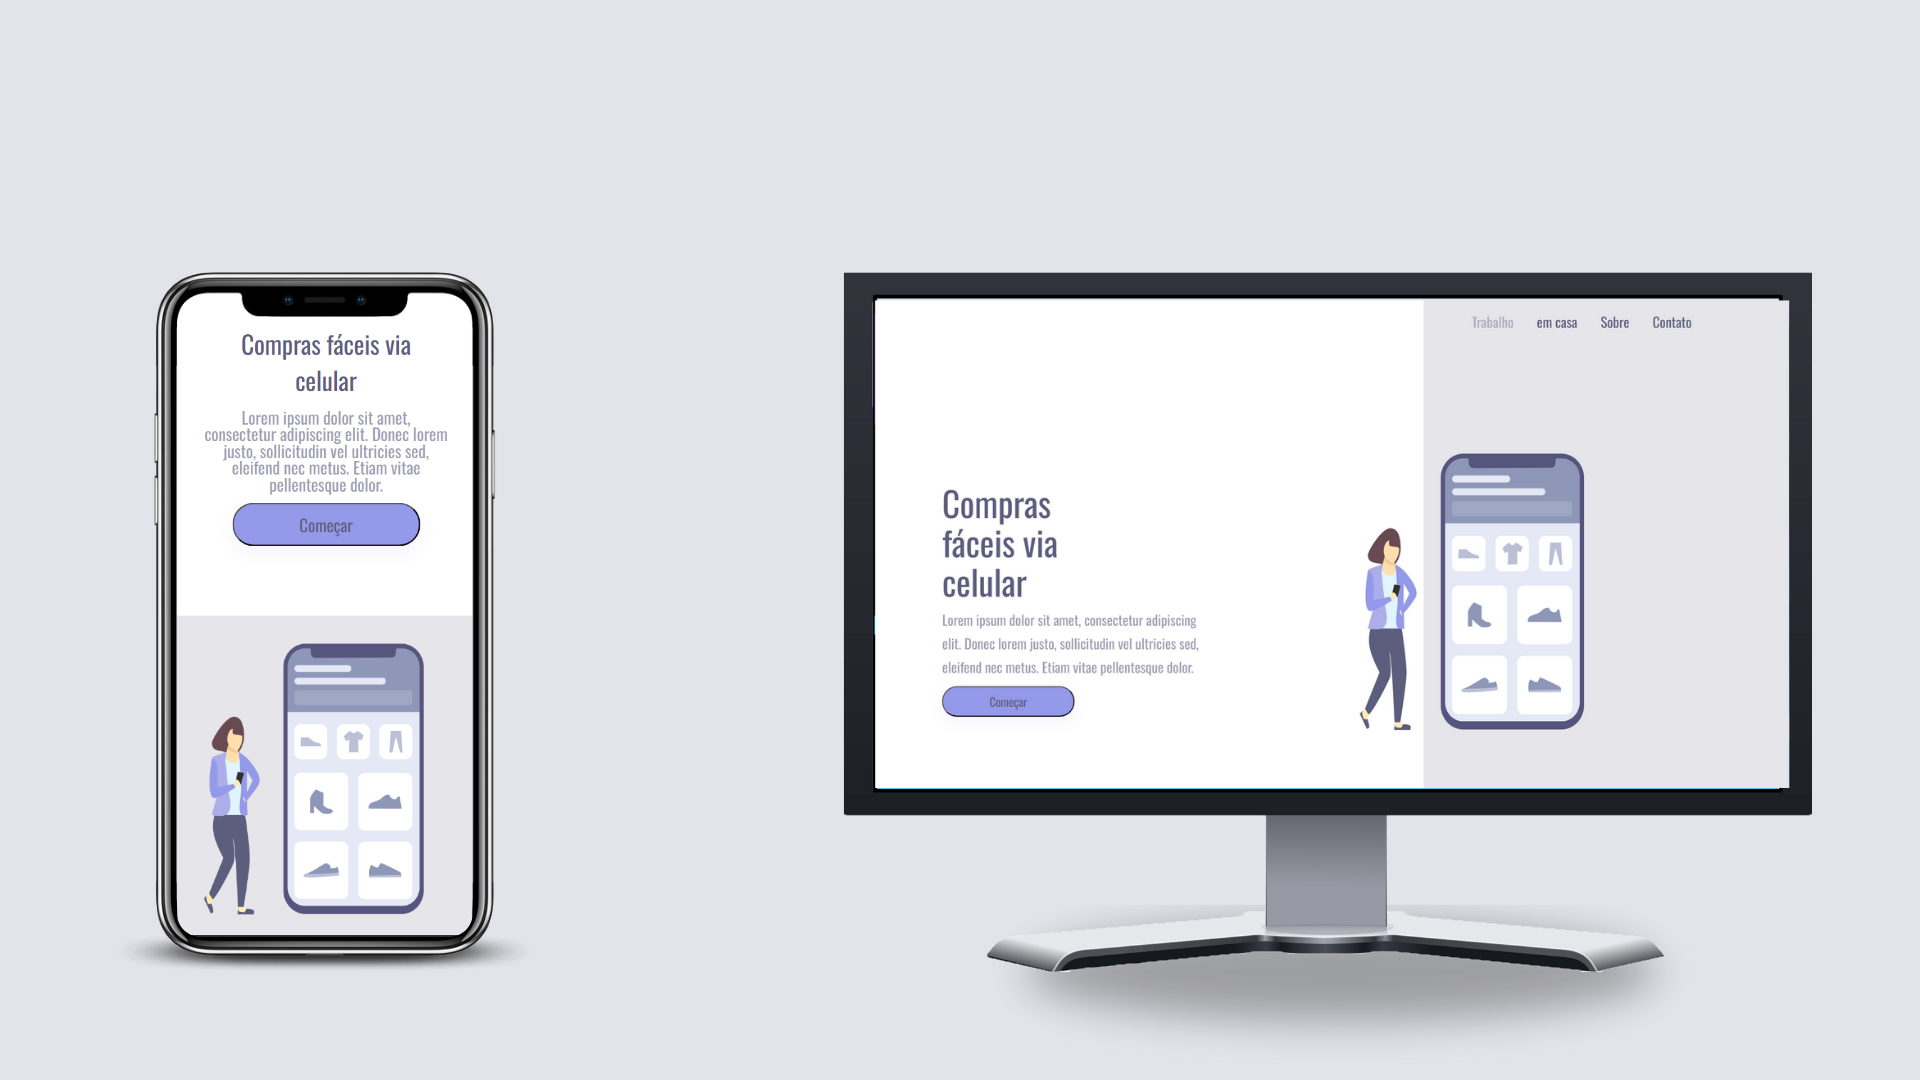 Compras fáceis via
celular
Lorem ipsum dolor sit amet,
consectetur adipiscing elit. Donec lorem
justo, sollicitudin vel ultricies sed,
eleifend nec metus. Etiam vitae
pellentesque dolor.
Começar
Trabalho em casa Sobre Contato
Compras
fáceis via
celular
Lorem ipsum dolor sit amet, consectetur adipiscing
elit. Donec lorem justo, sollicitudin vel ultricies sed,
eleifend nec metus. Etiam vitae pellentesque dolor.
Começar